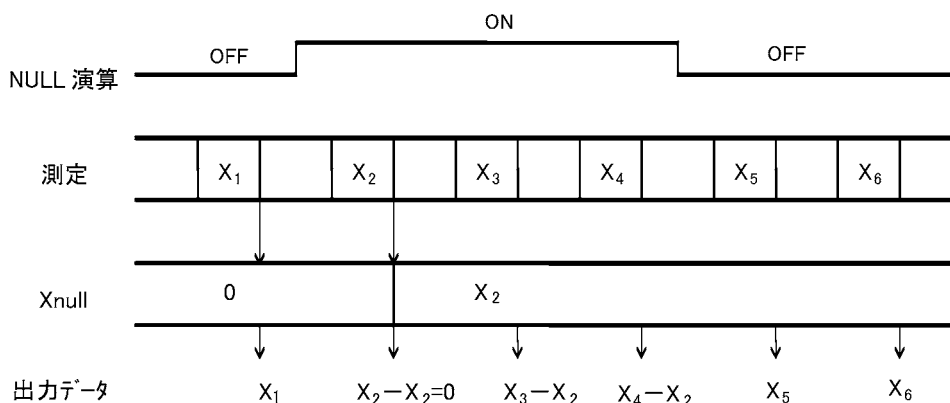 ON
OFF
OFF
NULL 演算
測定
X₁
X₂
X₃
X₄
X₅
X₆
Xnull
0
X₂
出力データ
X₁
X₂−X₂=0
X₃−X₂
X₄−X₂
X₅
X₆